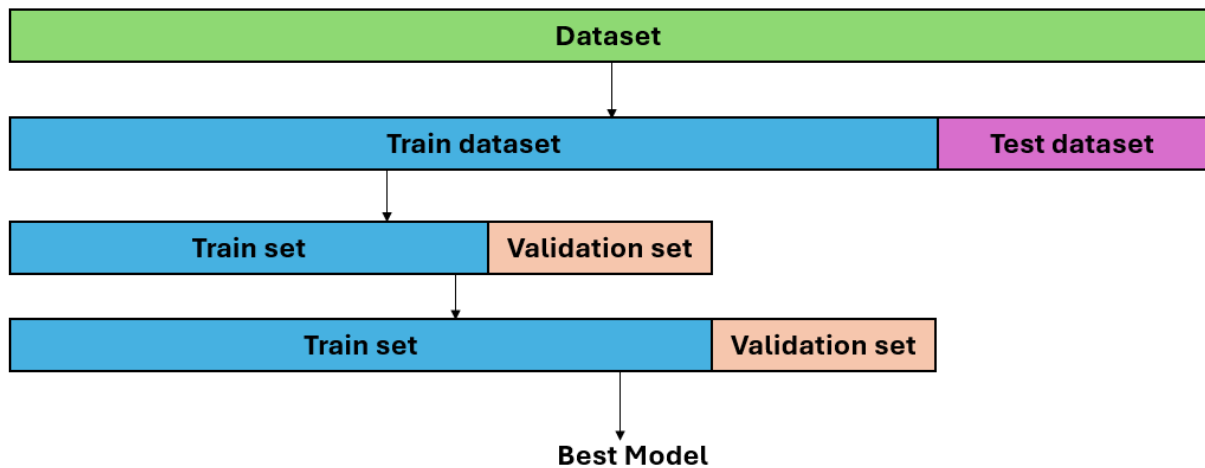 Dataset
Train dataset
Test dataset
Train set
Validation set
Train set
Validation set
Best Model